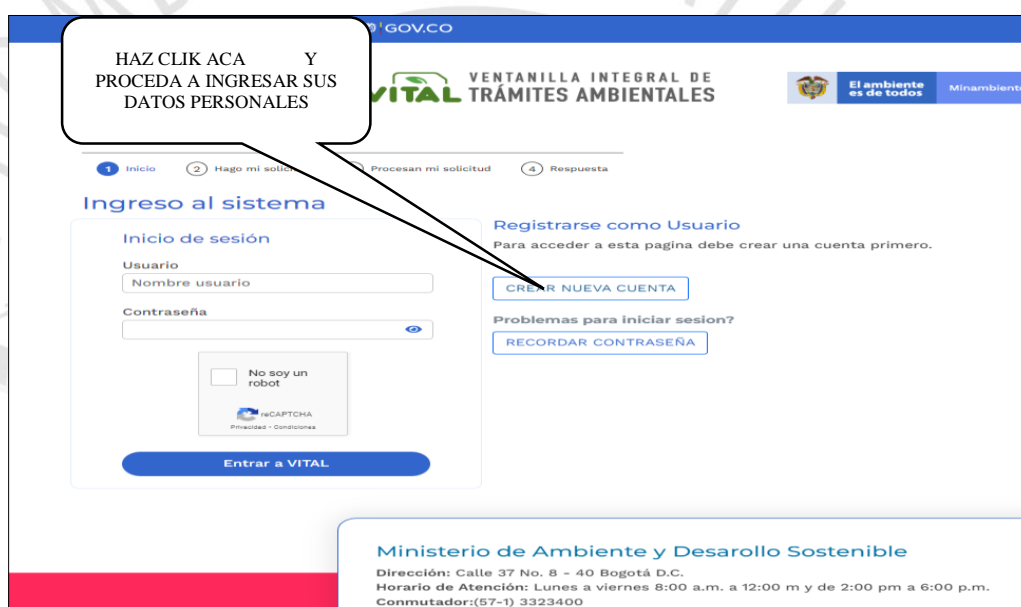 GOV.CO
HAZ CLIK ACA Y
PROCEDA A INGRESAR SUS
DATOS PERSONALES
VITAL
VENTANILLA INTEGRAL DE
TRÁMITES AMBIENTALES
El ambiente
es de todos
Minambiente
1 Inicio
2 Hago mi
Procesan mi solicitud
4 Respuesta
Ingreso al sistema
Inicio de sesión
Usuario
Nombre usuario
Contraseña
No soy un
robot
reCAPTCHA
Privacidad - Condiciones
Entrar a VITAL
Registrarse como Usuario
Para acceder a esta pagina debe crear una cuenta primero.
CREAR NUEVA CUENTA
Problemas para iniciar sesion?
RECORDAR CONTRASEÑA
Ministerio de Ambiente y Desarollo Sostenible
Dirección: Calle 37 No. 8 - 40 Bogotá D.C.
Horario de Atención: Lunes a viernes 8:00 a.m. a 12:00 m y de 2:00 pm a 6:00 p.m.
Conmutador:(57-1) 3323400